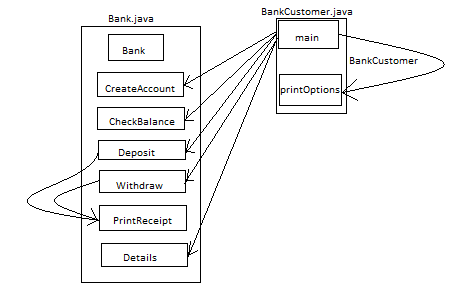 Bank.java
Bank
CreateAccount
CheckBalance
Deposit
Withdraw
PrintReceipt
Details
BankCustomer.java
main
BankCustomer
printOptions